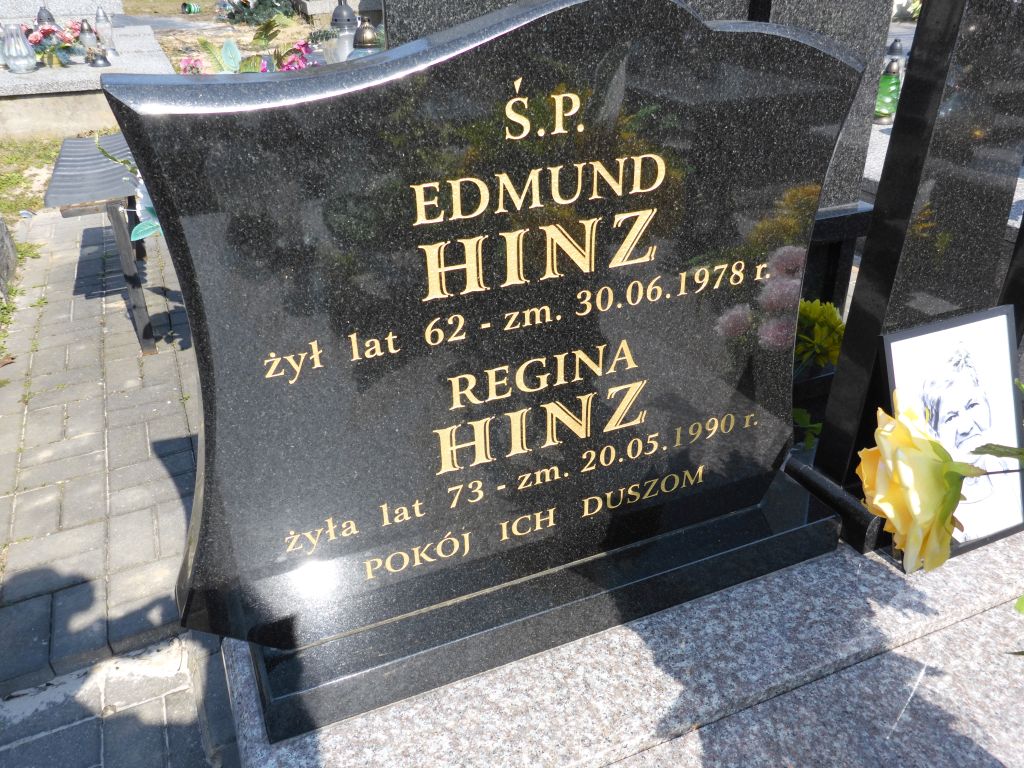 Ś.P.
EDMUND
HINZ
żył lat 62 - zm. 30.06.1978 r.
REGINA
HINZ
żyła lat 73 - zm. 20.05.1990 r.
POKÓJ ICH DUSZOM